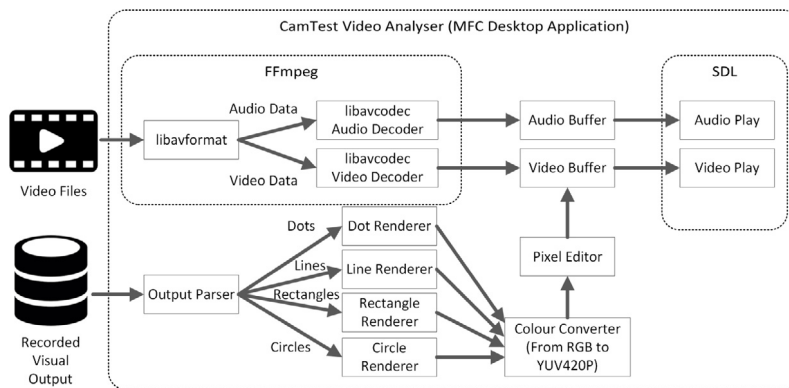 CamTest Video Analyser (MFC Desktop Application)
FFmpeg
SDL
Audio Data
libavcodec
Audio Decoder
Audio Buffer
Audio Play
libavformat
Video Data
libavcodec
Video Decoder
Video Buffer
Video Play
Video Files
Dots
Dot Renderer
Lines
Line Renderer
Pixel Editor
Output Parser
Rectangles
Rectangle
Renderer
Circles
Circle
Renderer
Colour Converter
(From RGB to
YUV420P)
Recorded
Visual
Output